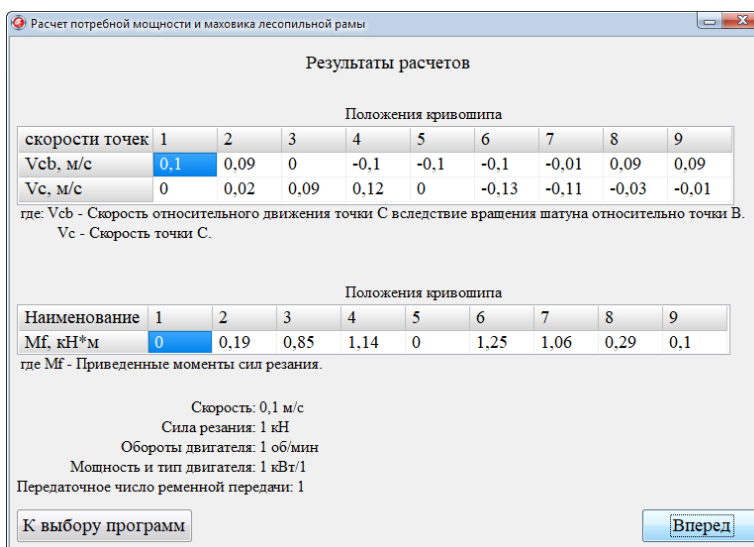 Расчет потребной мощности и маховика лесопильной рамы
Результаты расчетов
Положения кривошипа
скорости точек 1 2 3 4 5 6 7 8 9
Vcb, м/с 0,1 0,09 0 -0,1 -0,1 -0,1 -0,01 0,09 0,09
Vc, м/с 0 0,02 0,09 0,12 0 -0,13 -0,11 -0,03 -0,01
где: Vcb - Скорость относительного движения точки С вследствие вращения шатуна относительно точки В.
Vc - Скорость точки С.
Положения кривошипа
Наименование 1 2 3 4 5 6 7 8 9
Mf, кН*м 0 0,19 0,85 1,14 0 1,25 1,06 0,29 0,1
где Mf - Приведенные моменты сил резания.
Скорость: 0,1 м/с
Сила резания: 1 кН
Обороты двигателя: 1 об/мин
Мощность и тип двигателя: 1 кВт/1
Передаточное число ременной передачи: 1
К выбору программ
Вперед